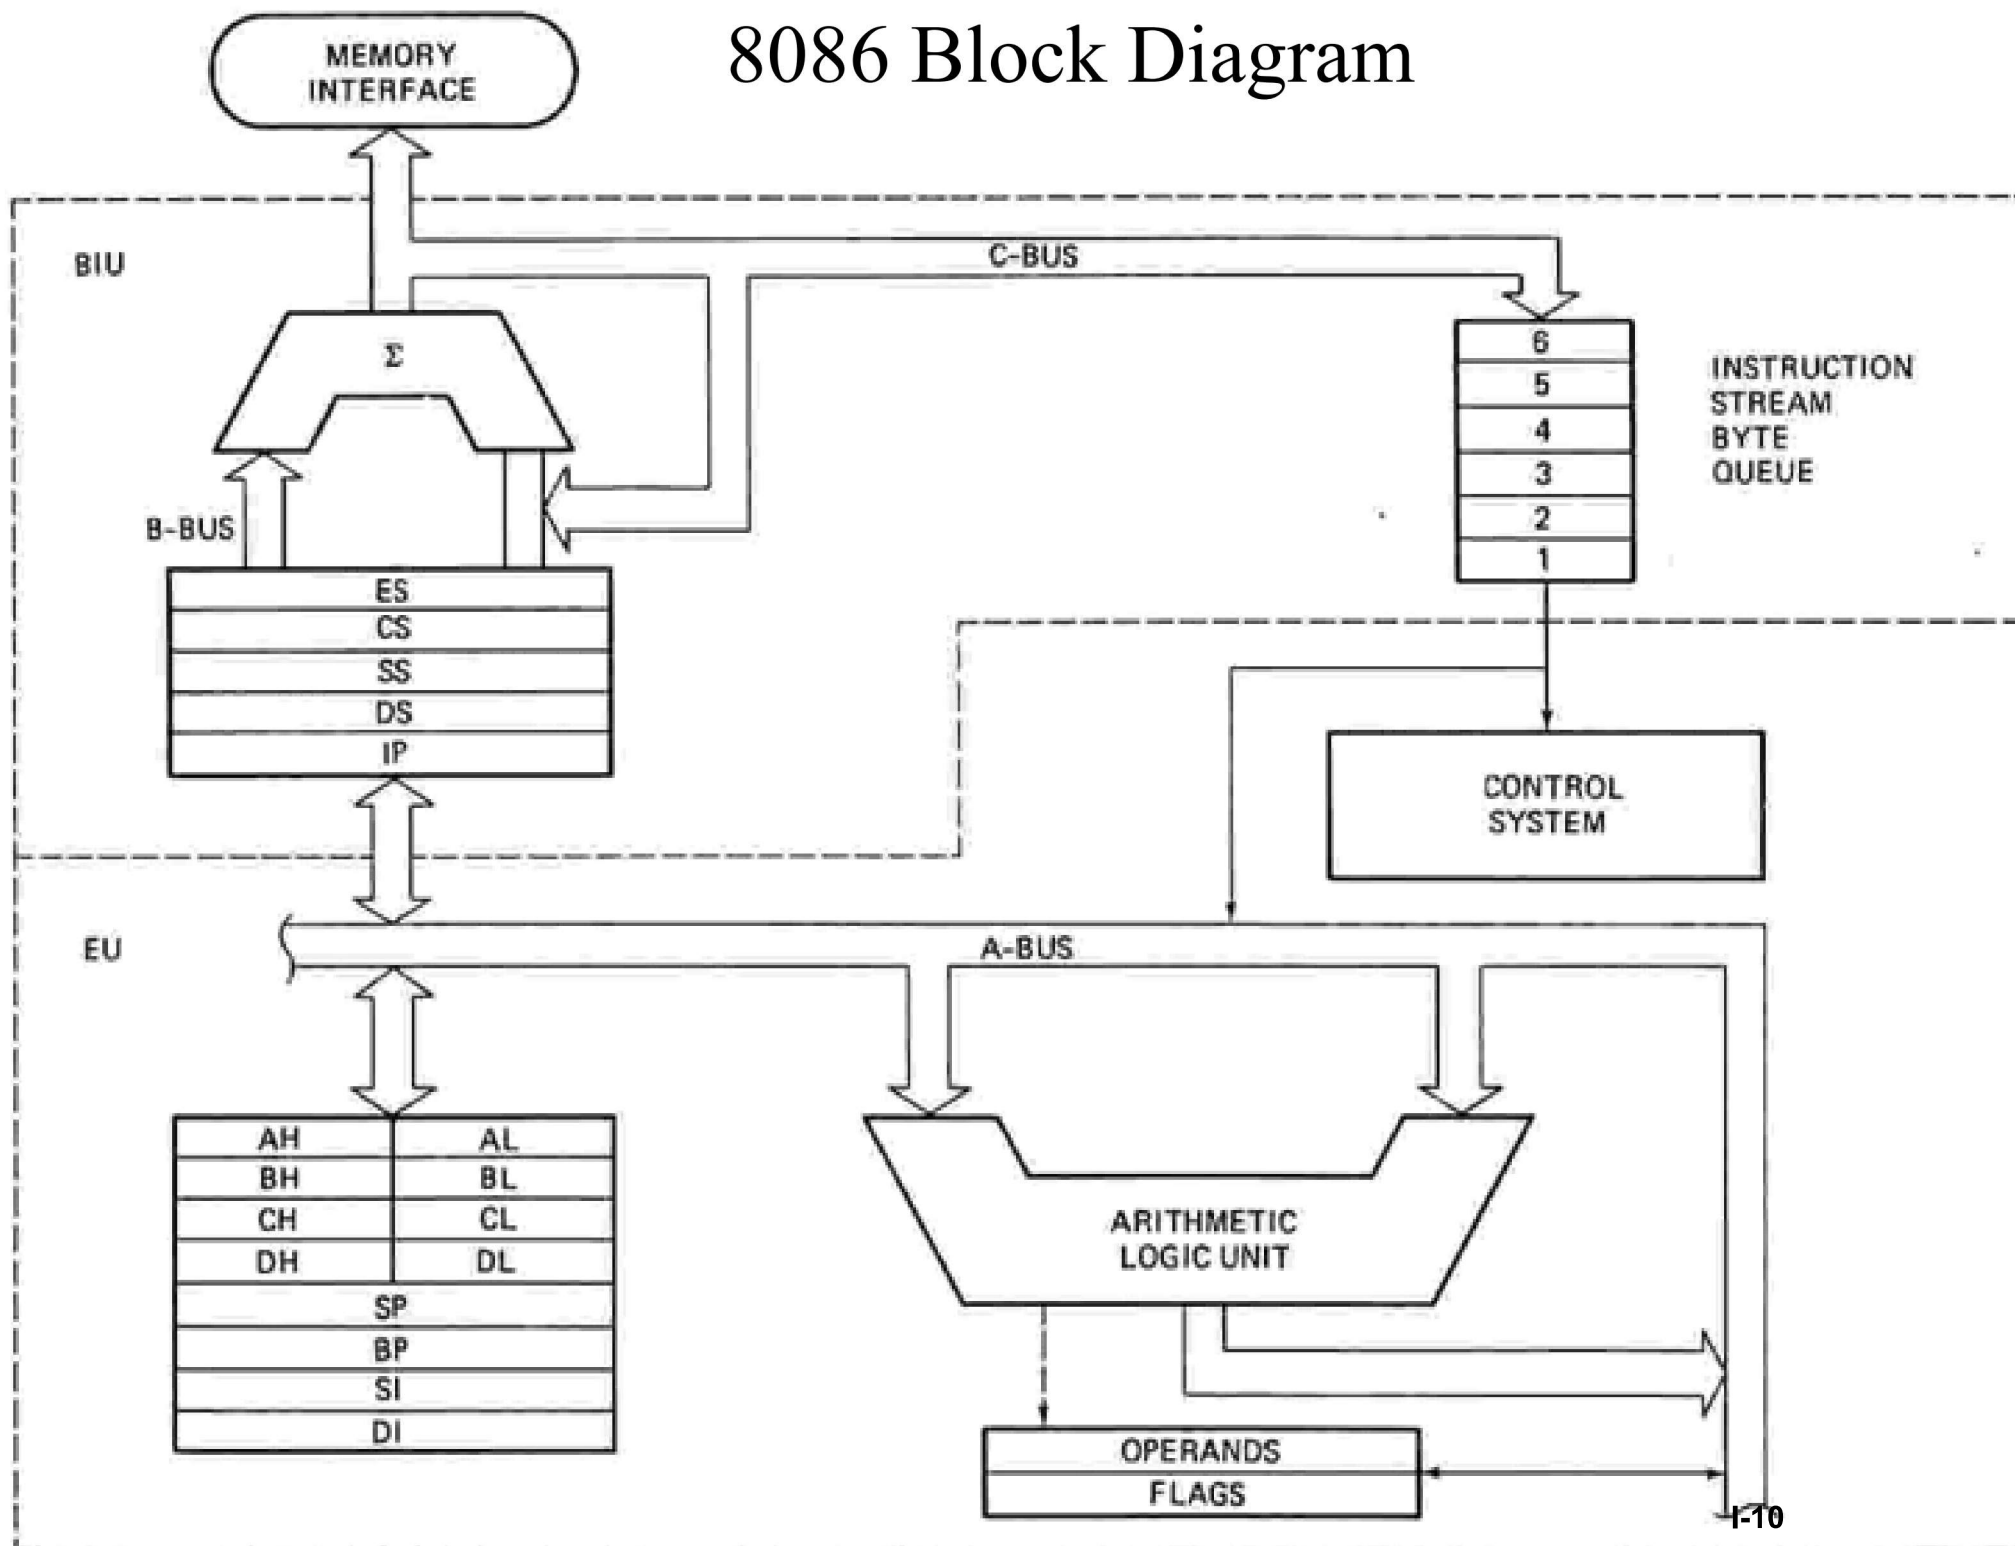 8086 Block Diagram
MEMORY
INTERFACE
BIU
C-BUS
Σ
B-BUS
6
5
4
3
2
1
INSTRUCTION
STREAM
BYTE
QUEUE
ES
CS
SS
DS
IP
CONTROL
SYSTEM
EU
A-BUS
AH AL
BH BL
CH CL
DH DL
SP
BP
SI
DI
ARITHMETIC
LOGIC UNIT
OPERANDS
FLAGS
I-10